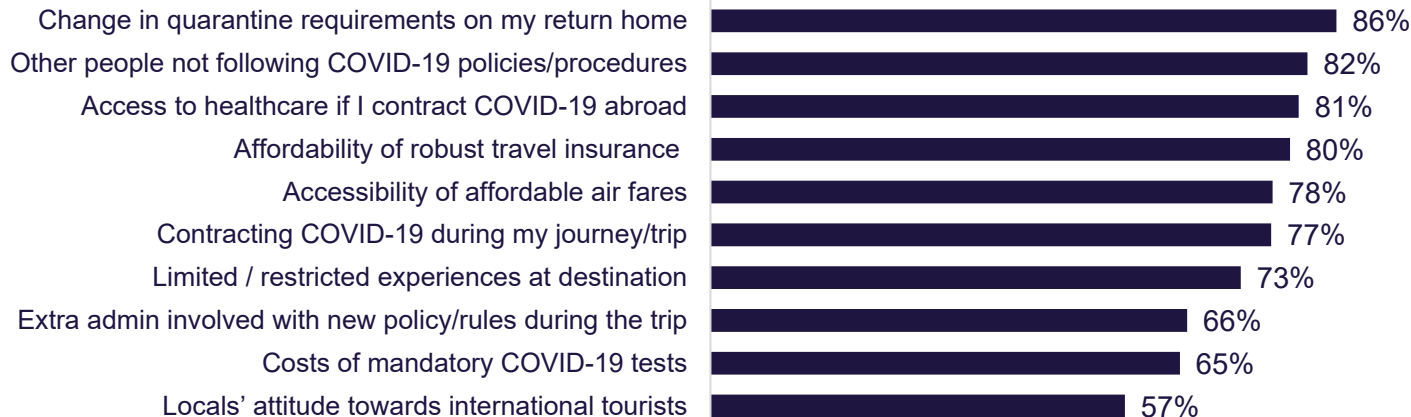 Change in quarantine requirements on my return home 86%
Other people not following COVID-19 policies/procedures 82%
Access to healthcare if I contract COVID-19 abroad 81%
Affordability of robust travel insurance 80%
Accessibility of affordable air fares 78%
Contracting COVID-19 during my journey/trip 77%
Limited / restricted experiences at destination 73%
Extra admin involved with new policy/rules during the trip 66%
Costs of mandatory COVID-19 tests 65%
Locals’ attitude towards international tourists 57%